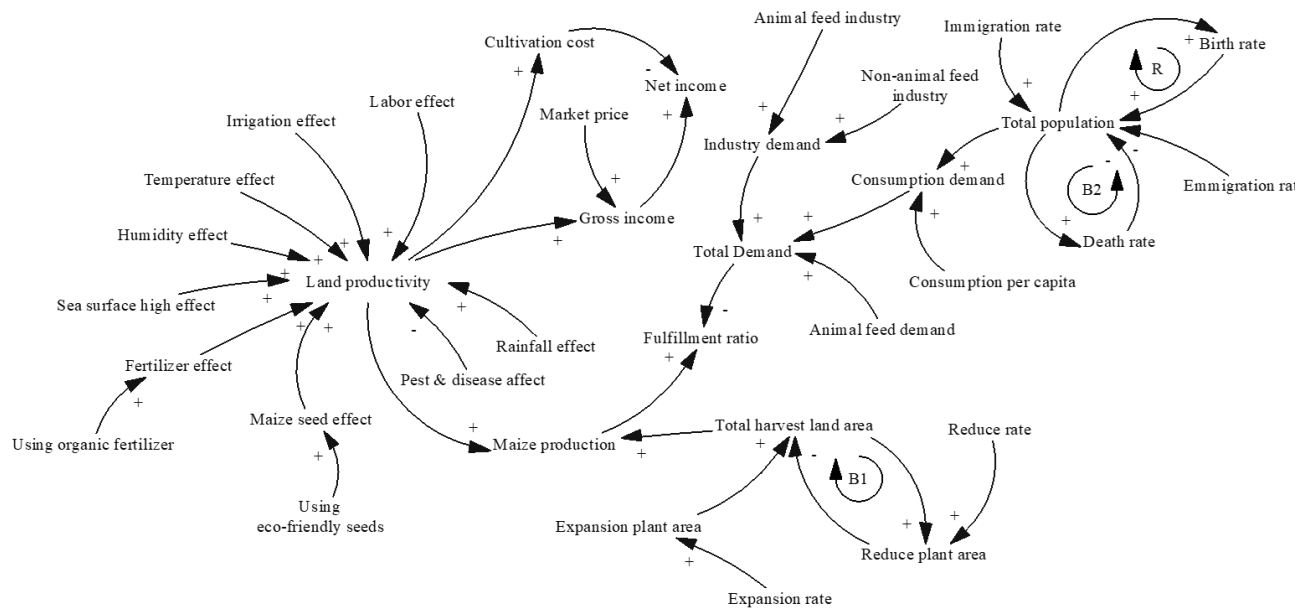 Animal feed industry
Immigration rate
Cultivation cost
Birth rate
+
+
R
-
Non-animal feed
industry
Net income
Labor effect
+
+
Market price
+
Irrigation effect
+
+
+
Total population
Industry demand
-
-
Temperature effect
+
Consumption demand
B2
Emmigration rat
+
Gross income
+
+
+
+
Humidity effect
+
+
+
Death rate
Total Demand
+
+
Land productivity
+
Consumption per capita
Sea surface high effect
+
+
-
Animal feed demand
+
+
-
Rainfall effect
Fulfillment ratio
+
Fertilizer effect
Pest & disease affect
+
Using organic fertilizer
Maize seed effect
+
Maize production
+
Total harvest land area
+
Reduce rate
+
-
B1
Using
eco-friendly seeds
Expansion plant area
+
+
+
Reduce plant area
Expansion rate